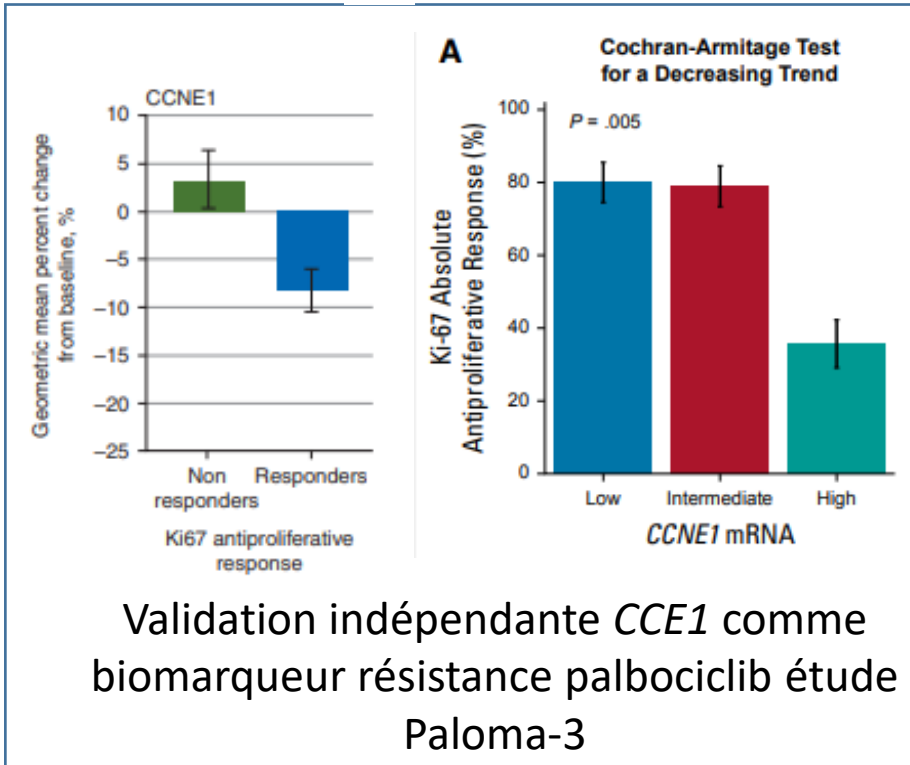 CCNE1
10
5
0
−5
−10
−15
−20
−25
Geometric mean percent change
from baseline, %
Non
responders
Responders
Ki67 antiproliferative
response
A
Cochran-Armitage Test
for a Decreasing Trend
P = .005
100
80
60
40
20
0
Ki-67 Absolute
Antiproliferative Response (%)
Low Intermediate High
CCNE1 mRNA
Validation indépendante CCE1 comme
biomarqueur résistance palbociclib étude
Paloma-3